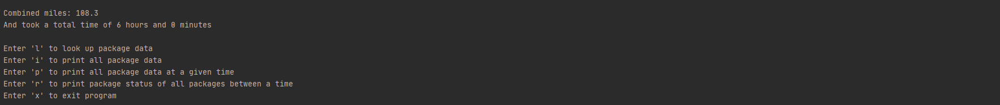 Combined miles: 108.3
And took a total time of 6 hours and 0 minutes
Enter 'l' to look up package data
Enter 'i' to print all package data
Enter 'p' to print all package data at a given time
Enter 'r' to print package status of all packages between a time
Enter 'x' to exit program